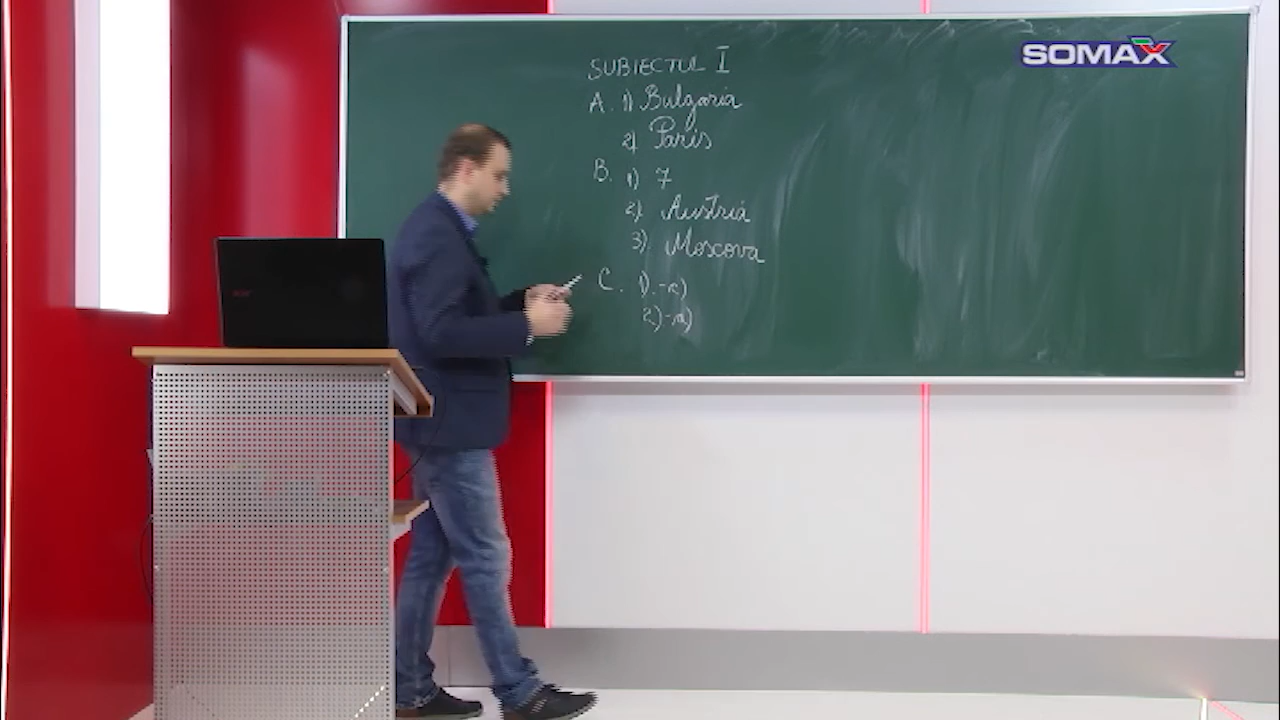 SOMAX
SUBIECTUL I
A. 1) Bulgaria
2) Paris
B. 1) 7
2) Austria
3) Moscova
C. 1).-c)
2)-a)